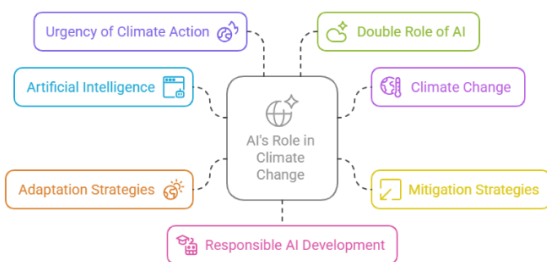 Urgency of Climate Action
Double Role of AI
Artificial Intelligence
Climate Change
AI's Role in
Climate
Change
Adaptation Strategies
Mitigation Strategies
Responsible AI Development